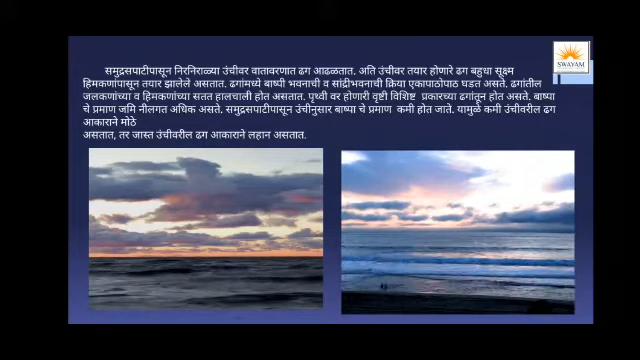 SWAYAM
समुद्रसपाटीपासून निरनिराळ्या उंचीवर वातावरणात ढग आढळतात. अति उंचीवर तयार होणारे ढग बहुधा सूक्ष्म
हिमकणांपासून तयार झालेले असतात. ढगांमध्ये बाष्पी भवनाची व सांद्रीभवनाची क्रिया एकापाठोपाठ घडत असते. ढगांतील
जलकणांच्या व हिमकणांच्या सतत हालचाली होत असतात. पृथ्वी वर होणारी वृष्टी विशिष्ट प्रकारच्या ढगांतून होत असते. बाष्पा
चे प्रमाण जमि नीलगत अधिक असते. समुद्रसपाटीपासून उंचीनुसार बाष्पा चे प्रमाण कमी होत जाते. यामुळे कमी उंचीवरील ढग
आकाराने मोठे
असतात, तर जास्त उंचीवरील ढग आकाराने लहान असतात.